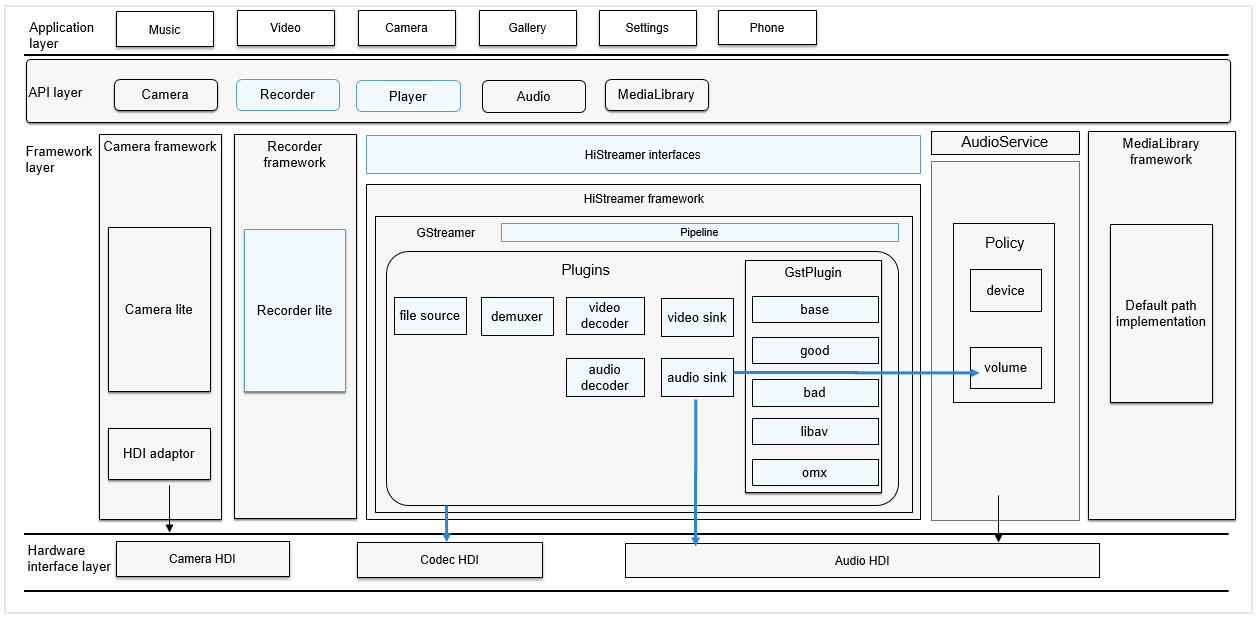 Application
layer
Music
Video
Camera
Gallery
Settings
Phone
API layer
Camera
Recorder
Player
Audio
MediaLibrary
Framework
layer
Camera framework
Camera lite
HDI adaptor
Recorder
framework
Recorder lite
HiStreamer interfaces
HiStreamer framework
GStreamer
Pipeline
Plugins
file source
demuxer
video
decoder
video sink
audio
decoder
audio sink
GstPlugin
base
good
bad
libav
omx
AudioService
Policy
device
volume
MediaLibrary
framework
Default path
implementation
Hardware
interface layer
Camera HDI
Codec HDI
Audio HDI